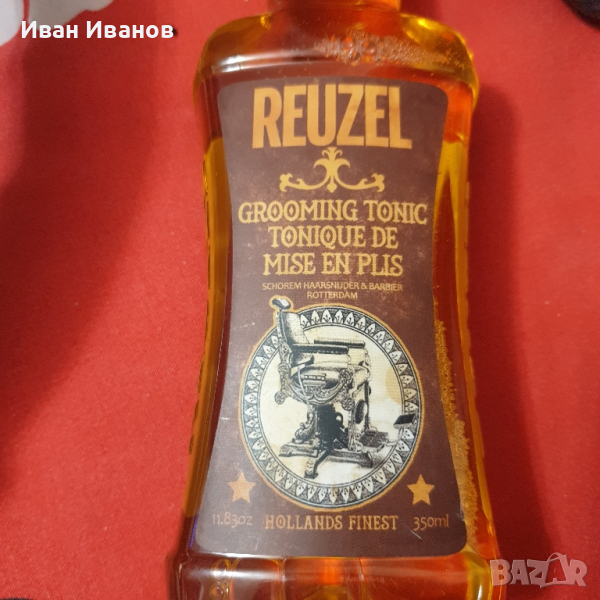 Иван Иванов
REUZEL
GROOMING TONIC
TONIQUE DE
MISE EN PLIS
SCHOREM HAARSNIJDER & BARBIER
ROTTERDAM
11.83oz HOLLANDS FINEST 350ml
BAZAR